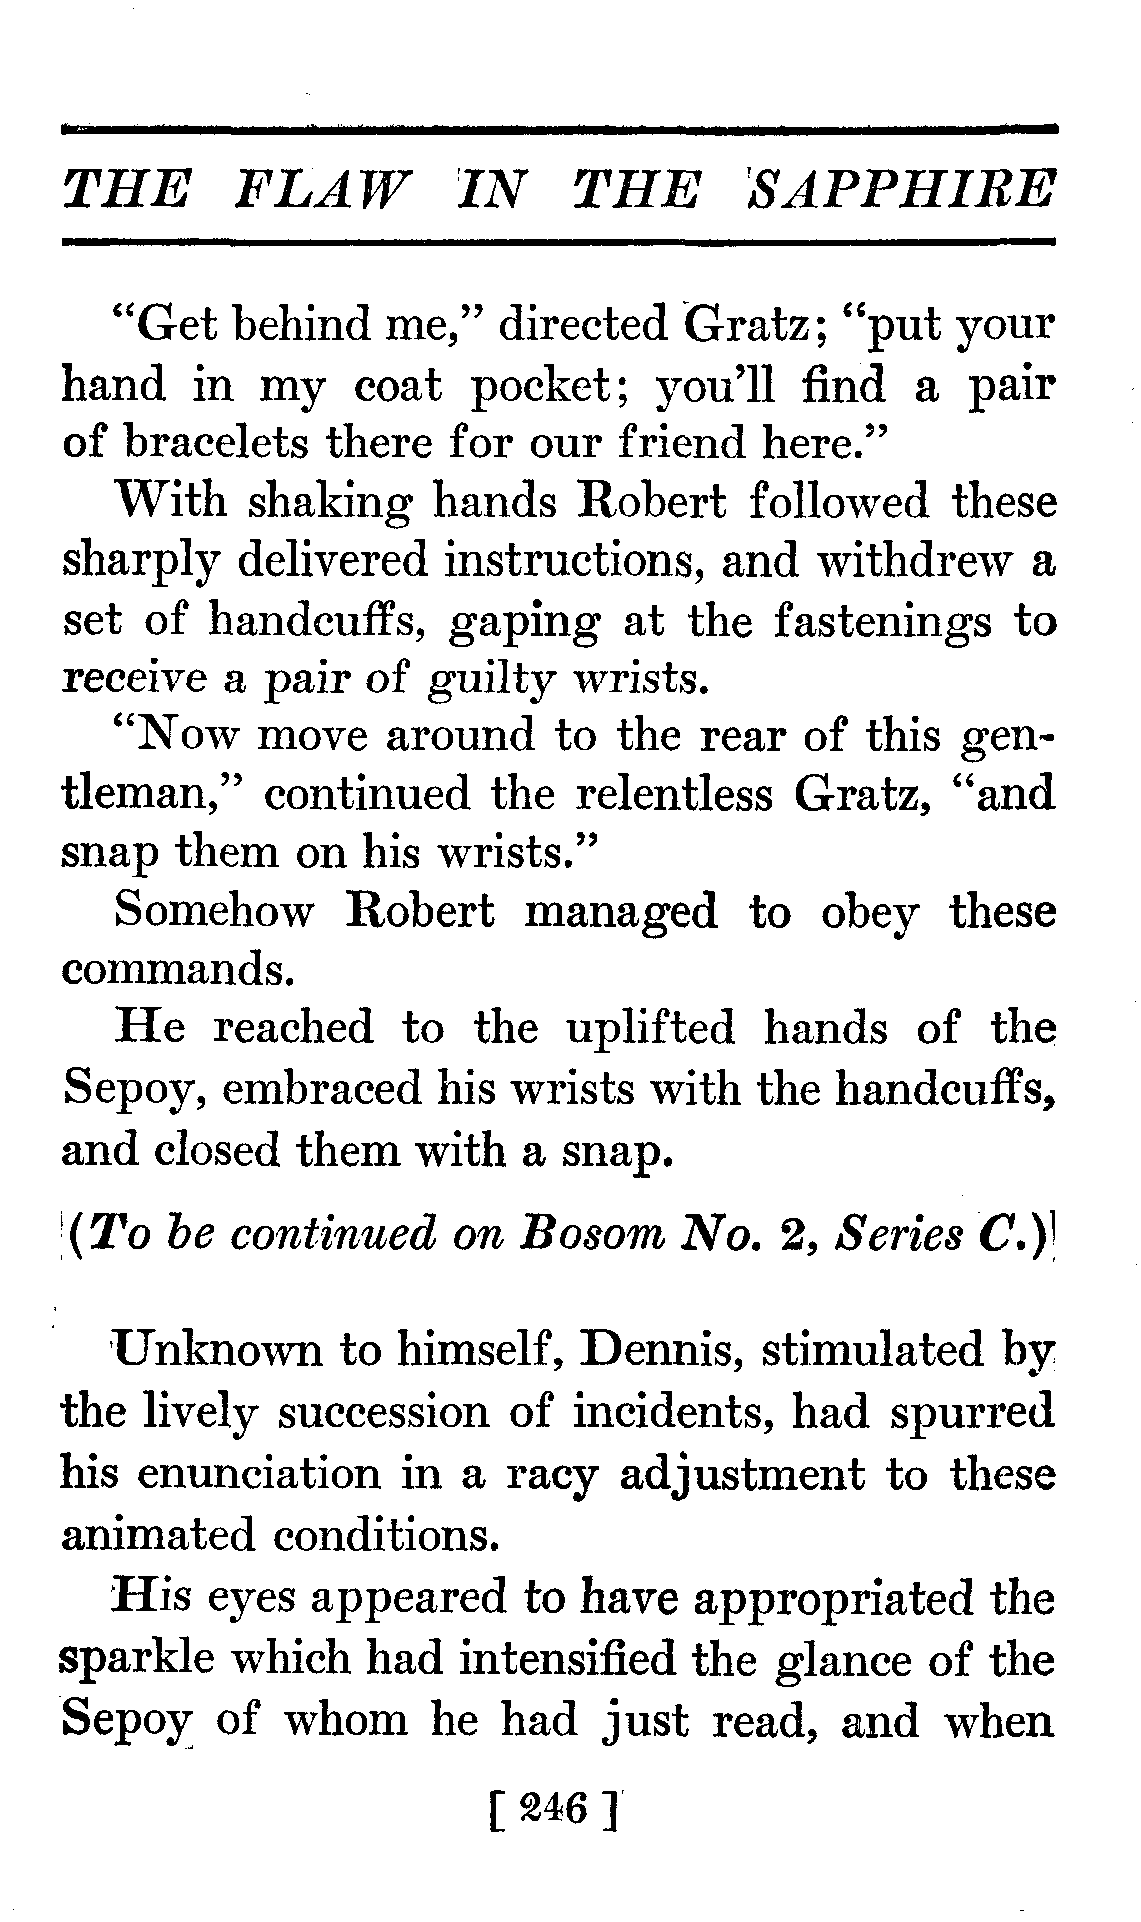 THE FLAW IN THE SAPPHIRE
“Get behind me,” directed Gratz; “put your
hand in my coat pocket; you’ll find a pair
of bracelets there for our friend here.”
With shaking hands Robert followed these
sharply delivered instructions, and withdrew a
set of handcuffs, gaping at the fastenings to
receive a pair of guilty wrists.
“Now move around to the rear of this gen-
tleman,” continued the relentless Gratz, “and
snap them on his wrists.”
Somehow Robert managed to obey these
commands.
He reached to the uplifted hands of the
Sepoy, embraced his wrists with the handcuffs,
and closed them with a snap.
(To be continued on Bosom No. 2, Series C.)
Unknown to himself, Dennis, stimulated by
the lively succession of incidents, had spurred
his enunciation in a racy adjustment to these
animated conditions.
His eyes appeared to have appropriated the
sparkle which had intensified the glance of the
Sepoy of whom he had just read, and when
[ 246 ]